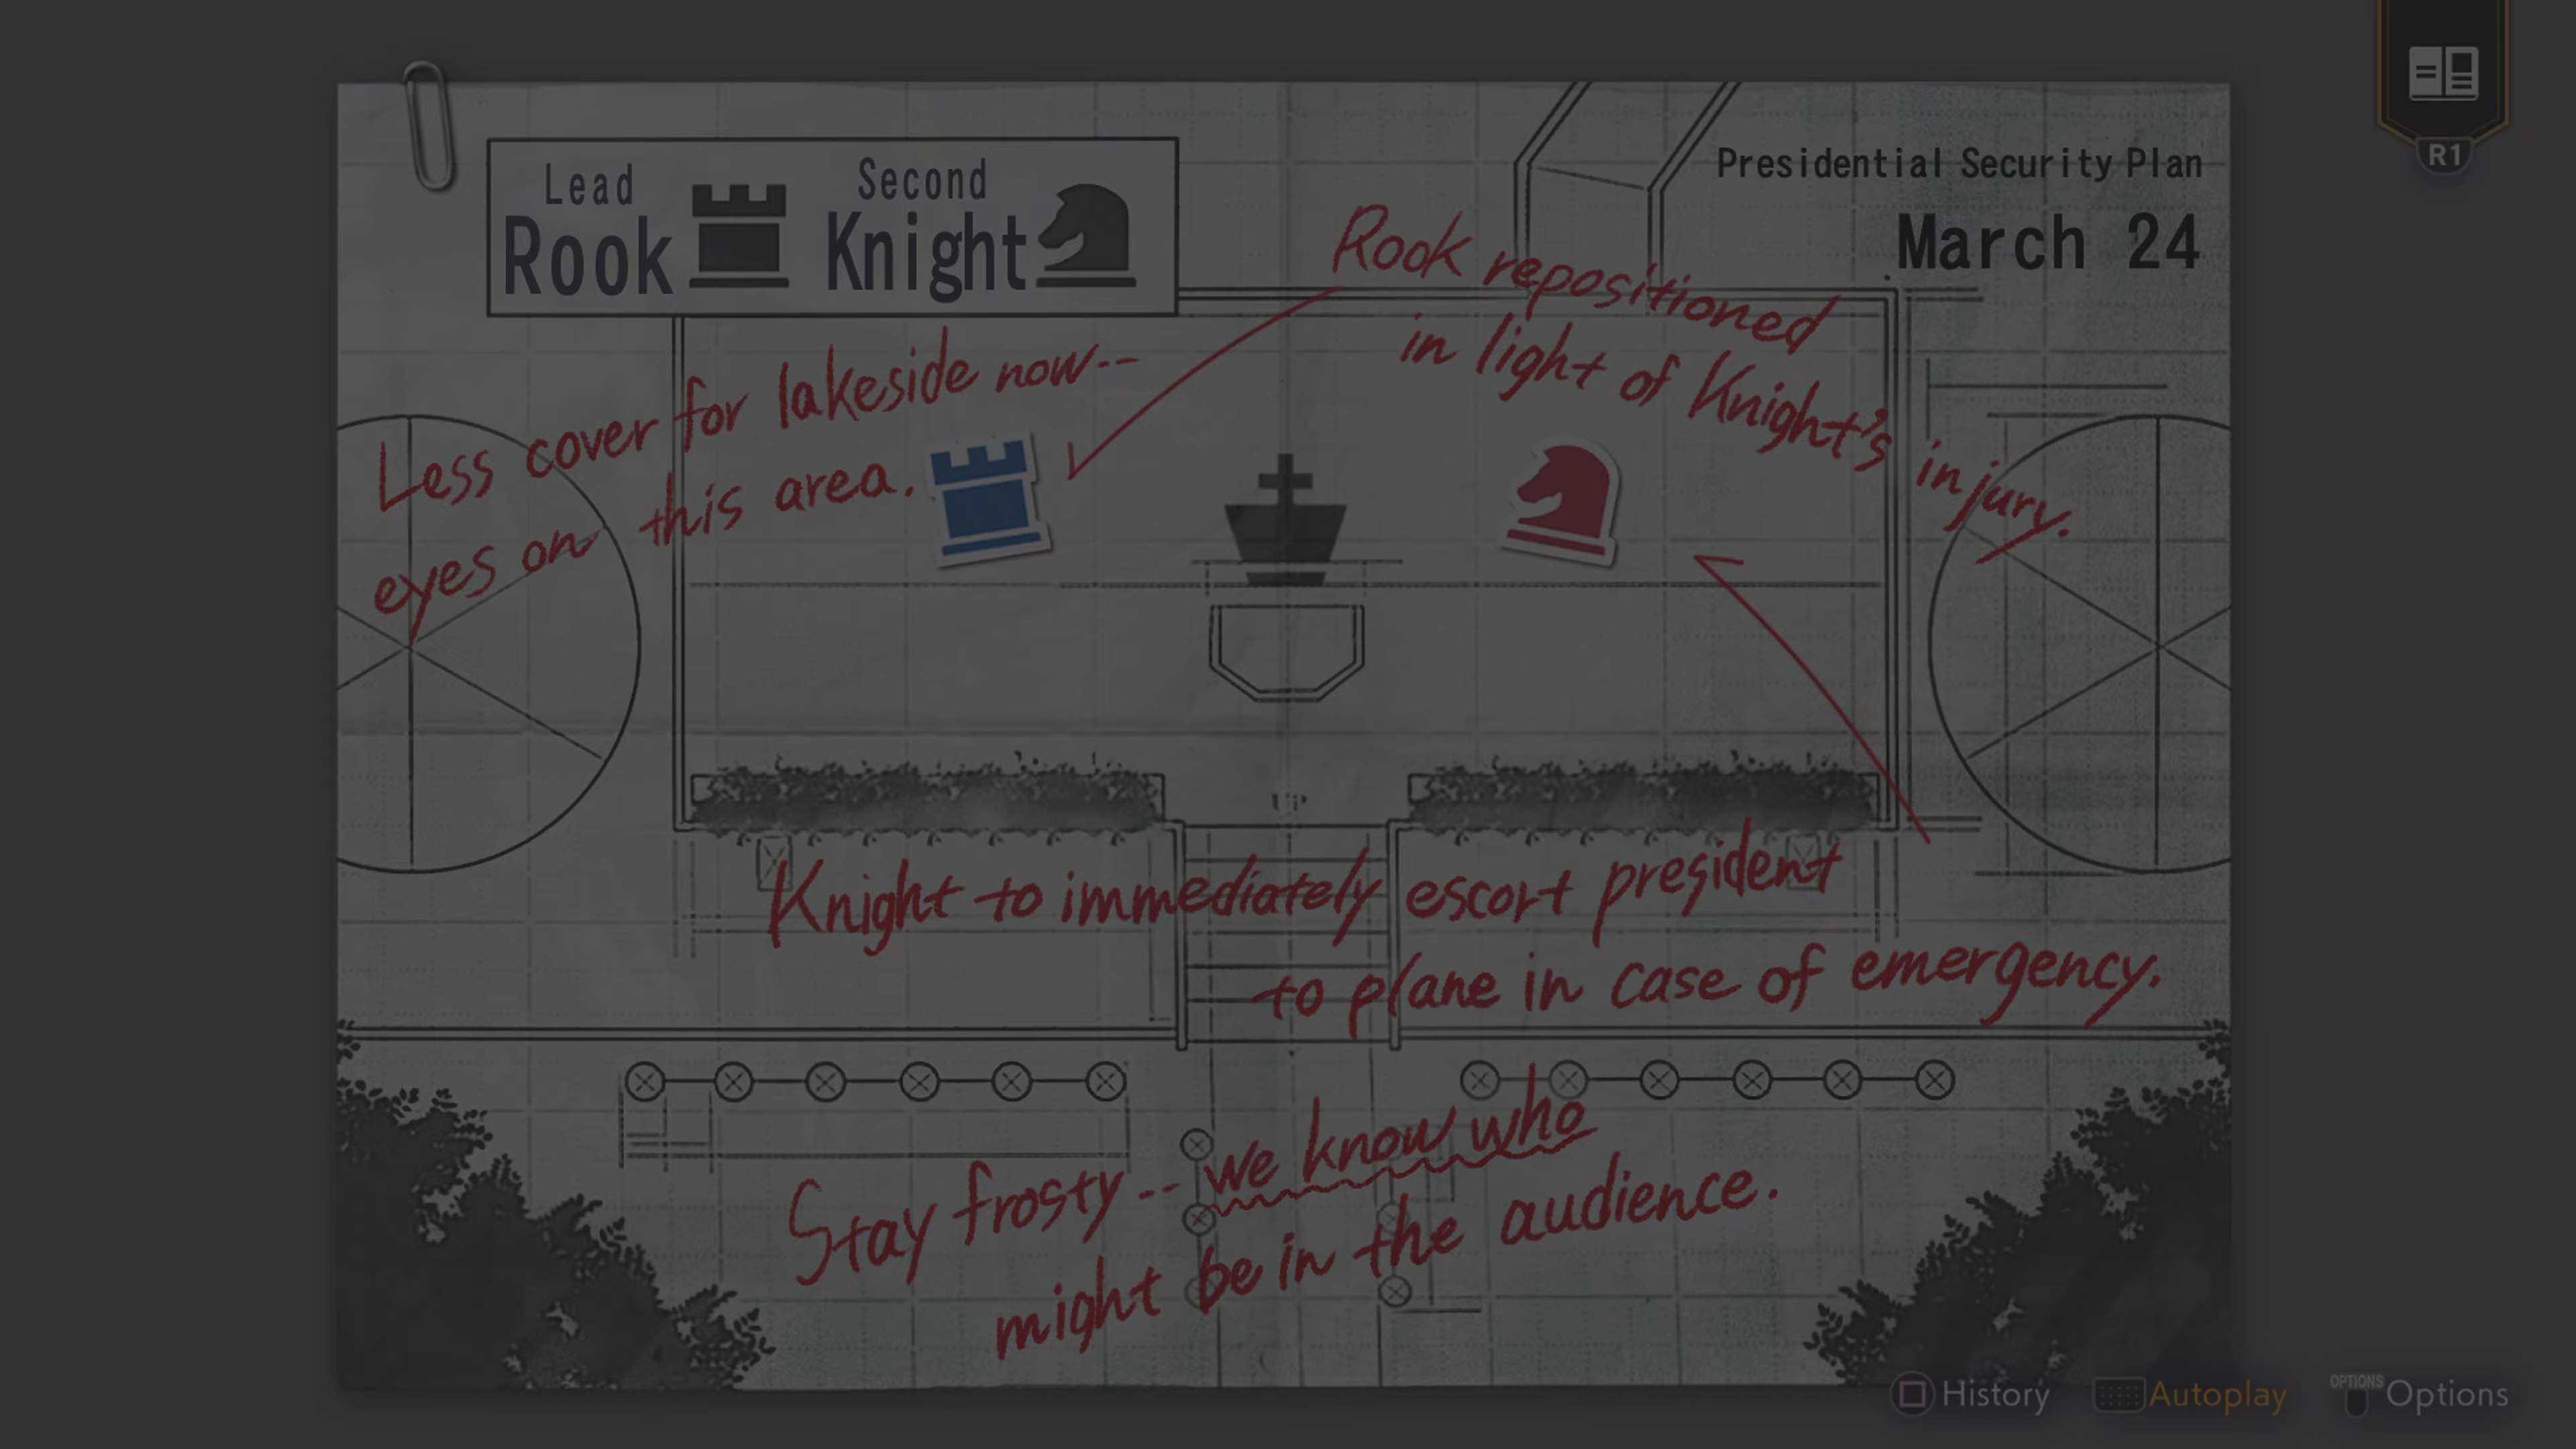 R1
Presidential Security Plan
March 24
Lead
Rook
Second
Knight
Rook repositioned
in light of Knight's injury.
Less cover for lakeside now--
eyes on this area.
UP
Knight to immediately escort president
to plane in case of emergency.
Stay frosty -- we know who
might be in the audience.
History
Autoplay
OPTIONS Options